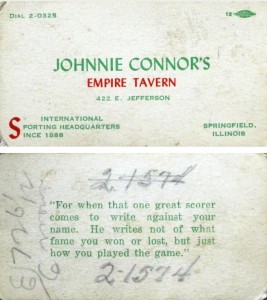 DIAL 2-0325
12
JOHNNIE CONNOR'S
EMPIRE TAVERN
422 E. JEFFERSON
INTERNATIONAL
SPORTING HEADQUARTERS
SINCE 1888
SPRINGFIELD,
ILLINOIS
2-1574
"For when that one great scorer
comes to write against your
name. He writes not of what
fame you won or lost, but just
how you played the game."
2-1574